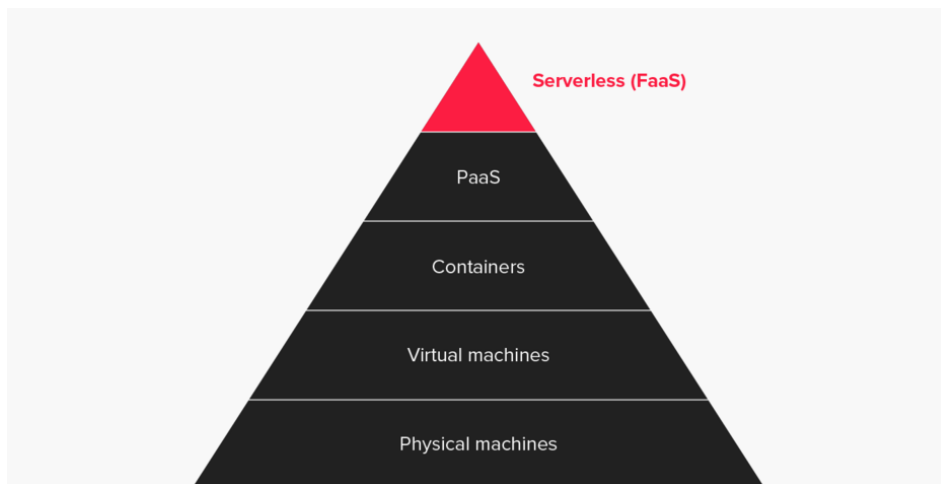 Serverless (FaaS)
PaaS
Containers
Virtual machines
Physical machines